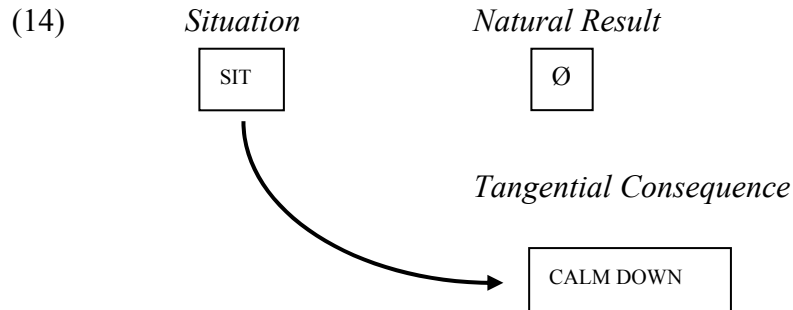 (14) Situation Natural Result
SIT Ø
Tangential Consequence
CALM DOWN